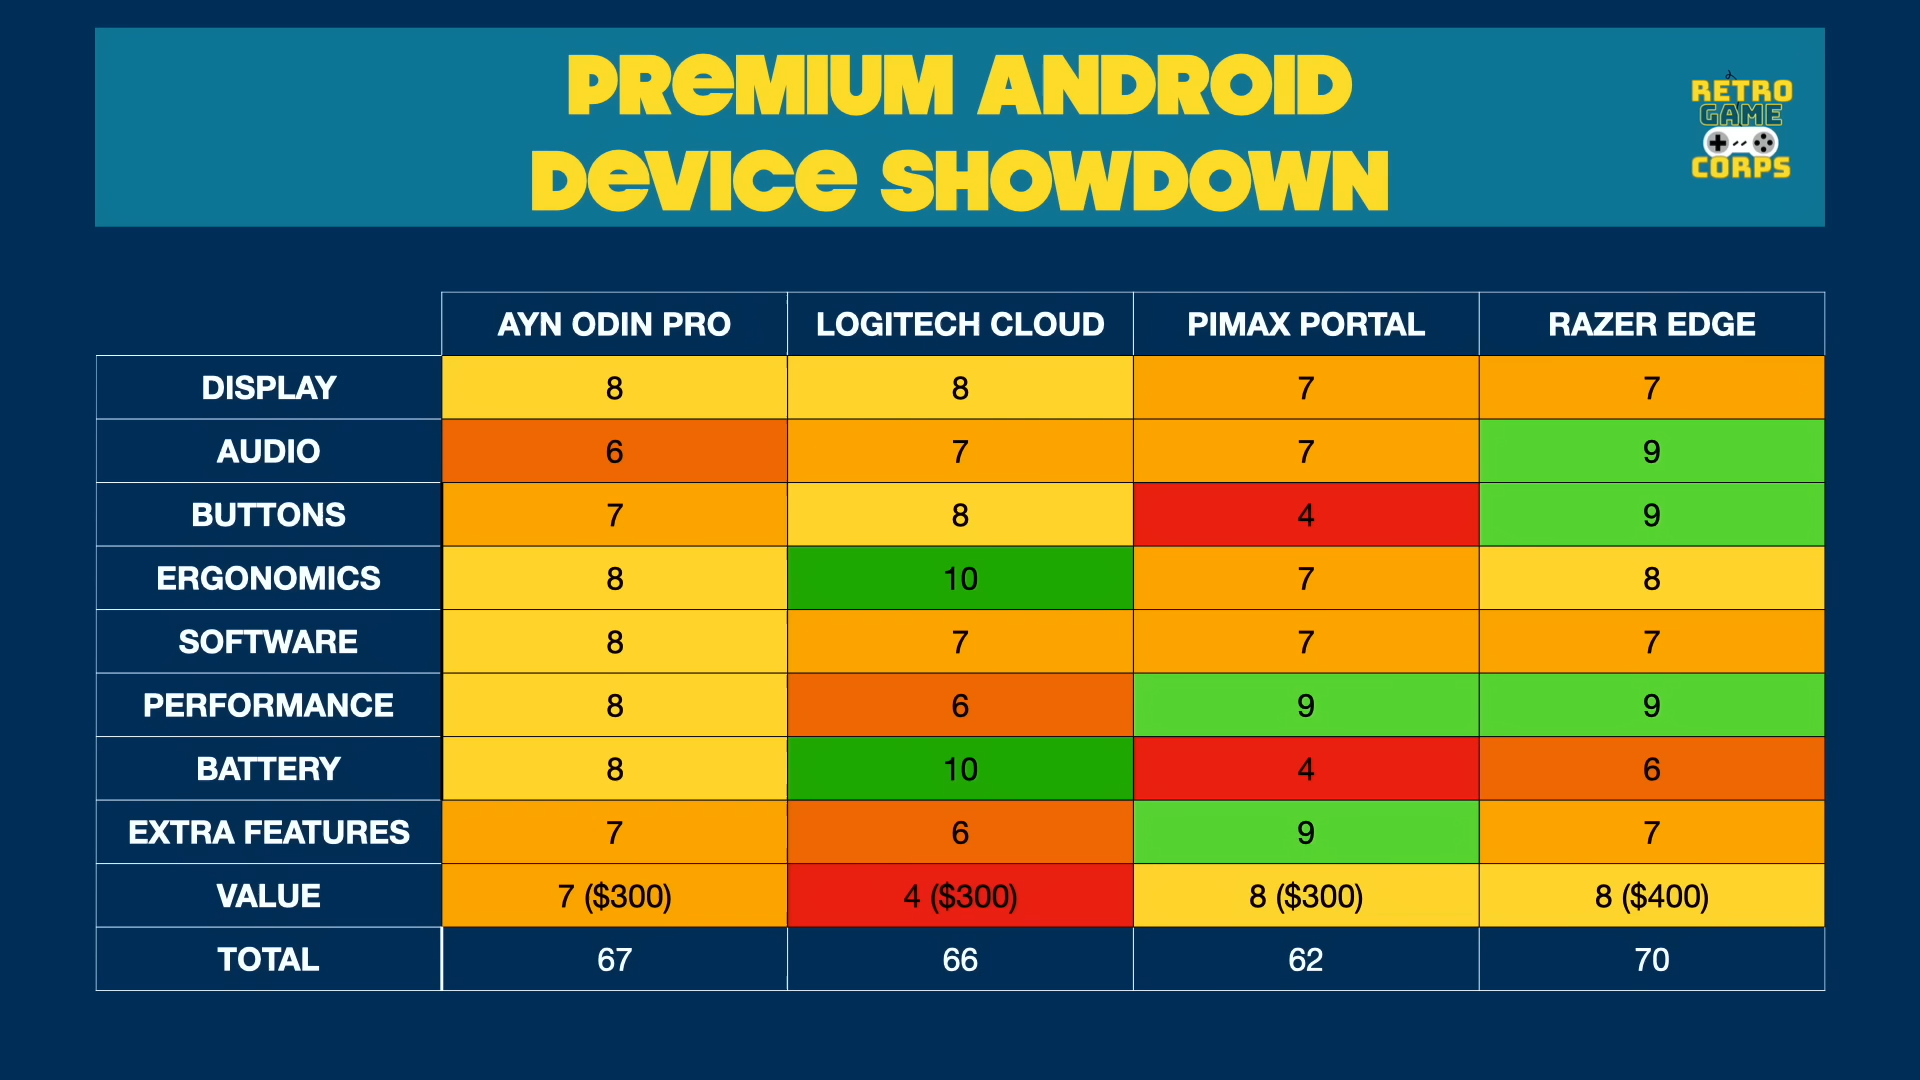 PREMIUM ANDROID
DEVICE SHOWDOWN
RETRO
GAME
CORPS
AYN ODIN PRO LOGITECH CLOUD PIMAX PORTAL RAZER EDGE
DISPLAY 8 8 7 7
AUDIO 6 7 7 9
BUTTONS 7 8 4 9
ERGONOMICS 8 10 7 8
SOFTWARE 8 7 7 7
PERFORMANCE 8 6 9 9
BATTERY 8 10 4 6
EXTRA FEATURES 7 6 9 7
VALUE 7 ($300) 4 ($300) 8 ($300) 8 ($400)
TOTAL 67 66 62 70